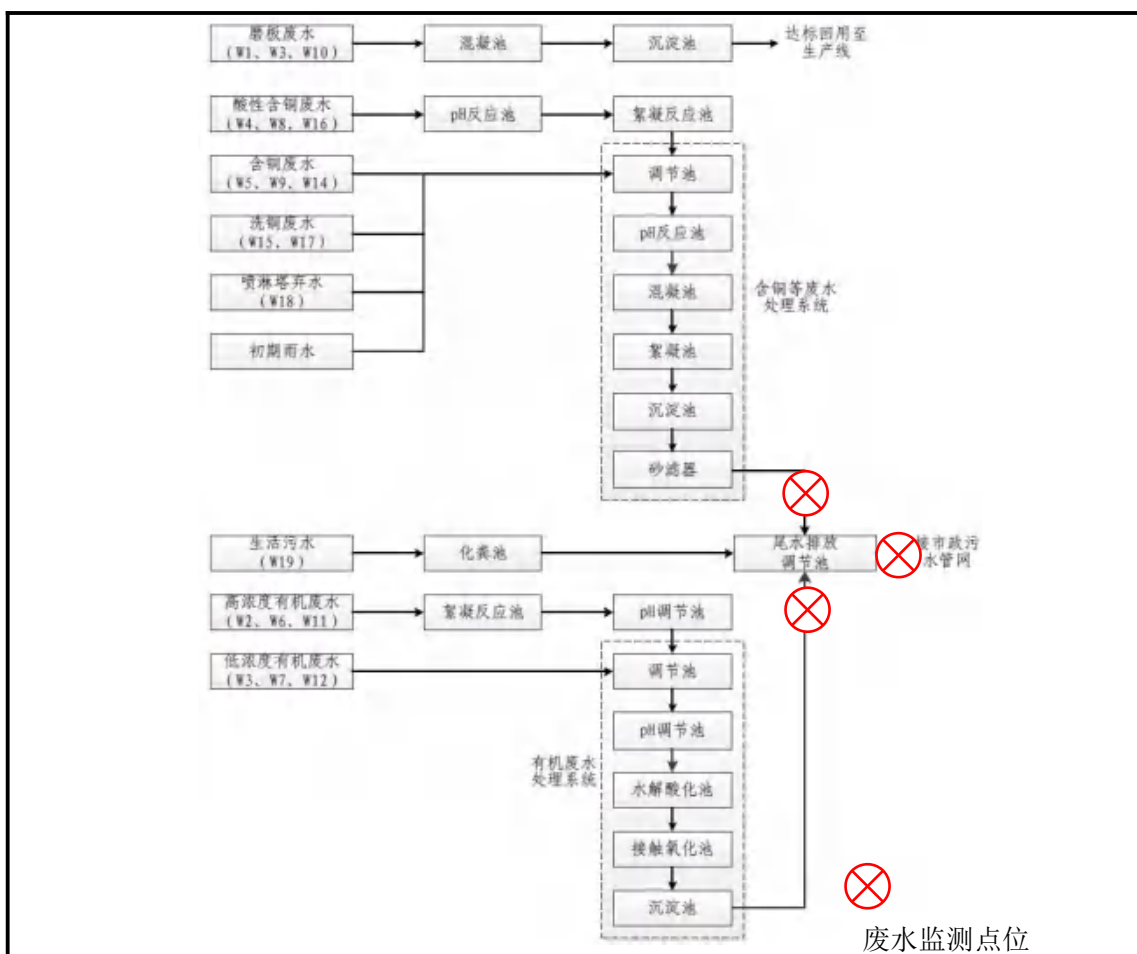 磨板废水
(W1、W3、W10)
混凝池
沉淀池
达标回用至
生产线
酸性含铜废水
(W4、W8、W16)
pH反应池
絮凝反应池
含铜废水
(W5、W9、W14)
调节池
洗铜废水
(W15、W17)
pH反应池
喷淋塔弃水
(W18)
混凝池
含铜等废水
处理系统
初期雨水
絮凝池
沉淀池
砂滤器
生活污水
(W19)
化粪池
尾水排放
调节池
接市政污
水管网
高浓度有机废水
(W2、W6、W11)
絮凝反应池
pH调节池
低浓度有机废水
(W3、W7、W12)
调节池
pH调节池
有机废水
处理系统
水解酸化池
接触氧化池
沉淀池
废水监测点位